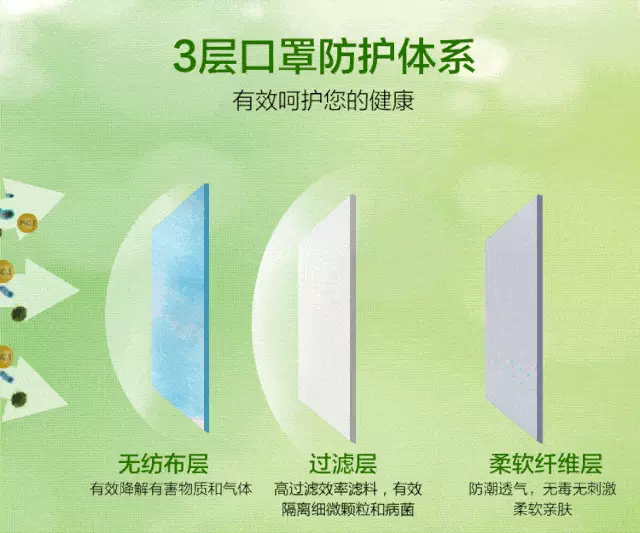 3层口罩防护体系
有效呵护您的健康
无纺布层
有效降解有害物质和气体
过滤层
高过滤效率滤料，有效
隔离细微颗粒和病菌
柔软纤维层
防潮透气，无毒无刺激
柔软亲肤